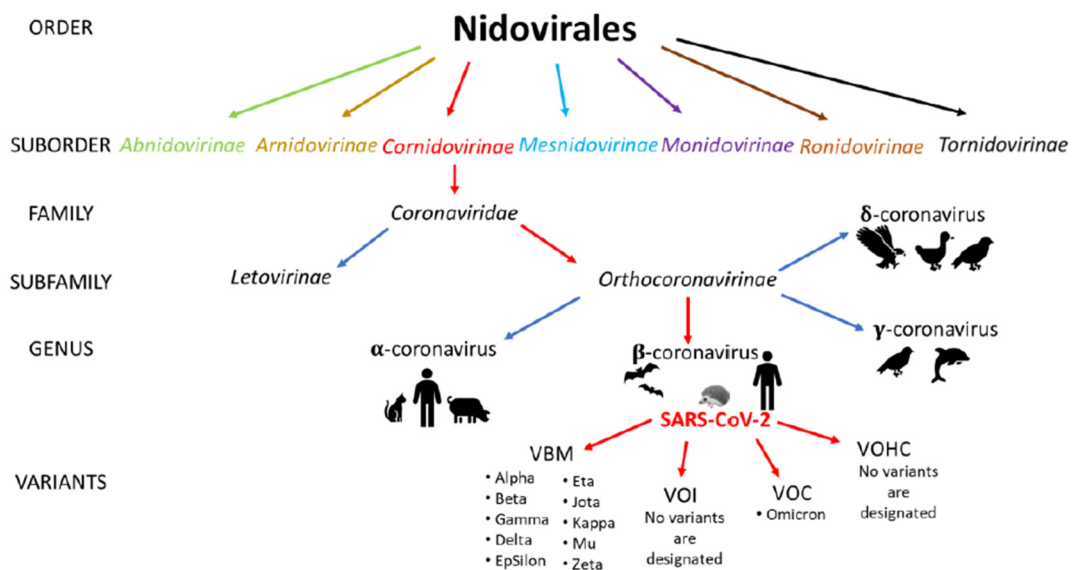 ORDER
Nidovirales
SUBORDER Abnidovirinae Arnidovirinae Cornidovirinae Mesnidovirinae Monidovirinae Ronidovirinae Tornidovirinae
FAMILY
Coronaviridae
δ-coronavirus
SUBFAMILY
Letovirinae
Orthocoronavirinae
GENUS
α-coronavirus
β-coronavirus
γ-coronavirus
SARS-CoV-2
VARIANTS
VBM
• Alpha
• Beta
• Gamma
• Delta
• EpSilon
• Eta
• Jota
• Kappa
• Mu
• Zeta
VOI
No variants
are
designated
VOC
• Omicron
VOHC
No variants
are
designated